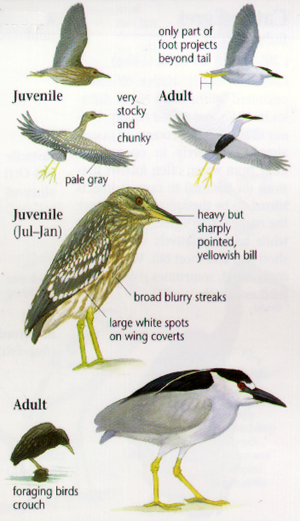 only part of
foot projects
beyond tail
Juvenile
very
stocky
and
chunky
Adult
pale gray
Juvenile
(Jul–Jan)
heavy but
sharply
pointed,
yellowish bill
broad blurry streaks
large white spots
on wing coverts
Adult
foraging birds
crouch